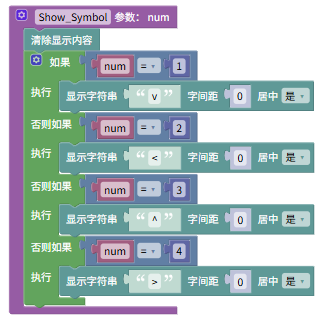 Show_Symbol 参数: num
清除显示内容
如果 num = 1
执行 显示字符串 “ v ” 字间距 0 居中 是
否则如果 num = 2
执行 显示字符串 “ < ” 字间距 0 居中 是
否则如果 num = 3
执行 显示字符串 “ ^ ” 字间距 0 居中 是
否则如果 num = 4
执行 显示字符串 “ > ” 字间距 0 居中 是